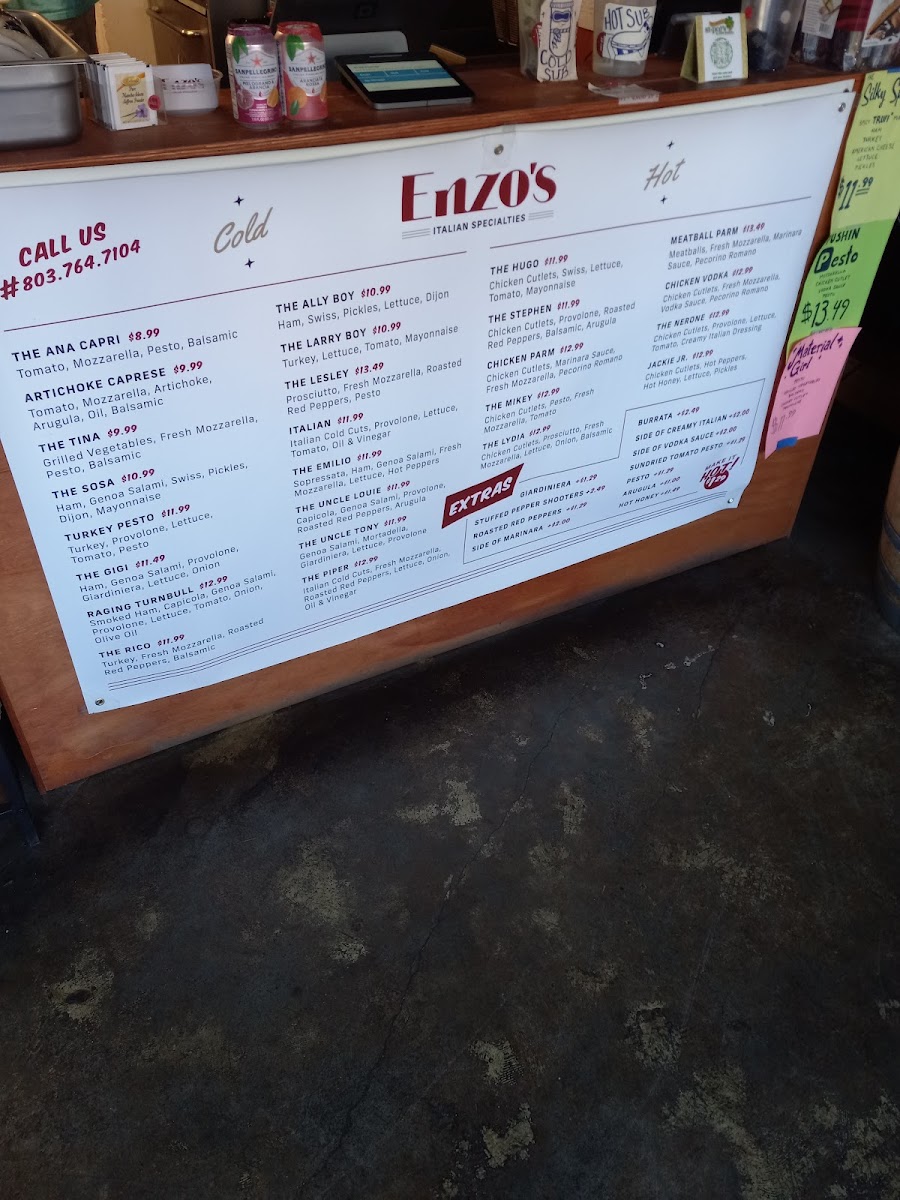 SANPELLEGRINO
SANPELLEGRINO
COLD
SUB
HOT SUB
Enzo's
ITALIAN SPECIALTIES
CALL US
#803.764.7104
Cold
THE ANA CAPRI $8.99
Tomato, Mozzarella, Pesto, Balsamic
ARTICHOKE CAPRESE $9.99
Tomato, Mozzarella, Artichoke,
Arugula, Oil, Balsamic
THE TINA $9.99
Grilled Vegetables, Fresh Mozzarella,
Pesto, Balsamic
THE SOSA $10.99
Ham, Genoa Salami, Swiss, Pickles,
Dijon, Mayonnaise
TURKEY PESTO $11.99
Turkey, Provolone, Lettuce,
Tomato, Pesto
THE GIGI $11.49
Ham, Genoa Salami, Provolone,
Giardiniera, Lettuce, Onion
RAGING TURNBULL $12.99
Smoked Ham, Capicola, Genoa Salami,
Provolone, Lettuce, Tomato, Onion,
Olive Oil
THE RICO $11.99
Turkey, Fresh Mozzarella, Roasted
Red Peppers, Balsamic
THE ALLY BOY $10.99
Ham, Swiss, Pickles, Lettuce, Dijon
THE LARRY BOY $10.99
Turkey, Lettuce, Tomato, Mayonnaise
THE LESLEY $13.49
Prosciutto, Fresh Mozzarella, Roasted
Red Peppers, Pesto
ITALIAN $11.99
Italian Cold Cuts, Provolone, Lettuce,
Tomato, Oil & Vinegar
THE EMILIO $11.99
Sopressata, Ham, Genoa Salami, Fresh
Mozzarella, Lettuce, Hot Peppers
THE UNCLE LOUIE $11.99
Capicola, Genoa Salami, Provolone,
Roasted Red Peppers, Arugula
THE UNCLE TONY $11.99
Genoa Salami, Mortadella,
Giardiniera, Lettuce, Provolone
THE PIPER $12.99
Italian Cold Cuts, Fresh Mozzarella,
Roasted Red Peppers, Lettuce, Onion,
Oil & Vinegar
Hot
THE HUGO $11.99
Chicken Cutlets, Swiss, Lettuce,
Tomato, Mayonnaise
THE STEPHEN $11.99
Chicken Cutlets, Provolone, Roasted
Red Peppers, Balsamic, Arugula
CHICKEN PARM $12.99
Chicken Cutlets, Marinara Sauce,
Fresh Mozzarella, Pecorino Romano
THE MIKEY $12.99
Chicken Cutlets, Pesto, Fresh
Mozzarella, Tomato
THE LYDIA $12.99
Chicken Cutlets, Prosciutto, Fresh
Mozzarella, Lettuce, Onion, Balsamic
MEATBALL PARM $13.49
Meatballs, Fresh Mozzarella, Marinara
Sauce, Pecorino Romano
CHICKEN VODKA $12.99
Chicken Cutlets, Fresh Mozzarella,
Vodka Sauce, Pecorino Romano
THE NERONE $12.99
Chicken Cutlets, Provolone, Lettuce,
Tomato, Creamy Italian Dressing
JACKIE JR. $12.99
Chicken Cutlets, Hot Peppers,
Hot Honey, Lettuce, Pickles
EXTRAS
GIARDINIERA +$1.29
STUFFED PEPPER SHOOTERS +2.49
ROASTED RED PEPPERS +$1.29
SIDE OF MARINARA +$2.00
BURRATA +$2.49
SIDE OF CREAMY ITALIAN +$2.00
SIDE OF VODKA SAUCE +$2.00
SUNDRIED TOMATO PESTO +$1.29
PESTO +$1.29
ARUGULA +$1.00
HOT HONEY +$1.49
MAKE IT
HOT!
Silky
HAM
TURKEY
AMERICAN CHEESE
LETTUCE
PICKLES
$11.99
USHIN
Pesto
CHICKEN CUTLET
$13.49
"Material
Girl"